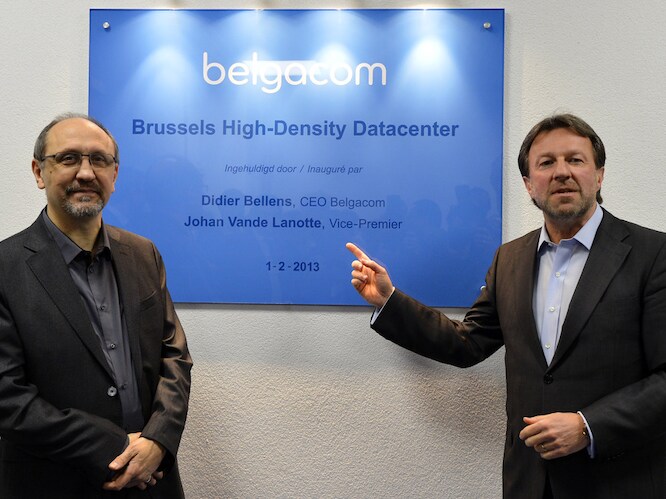 belgacom
Brussels High-Density Datacenter
Ingehuldigd door / Inauguré par
Didier Bellens, CEO Belgacom
Johan Vande Lanotte, Vice-Premier
1-2-2013